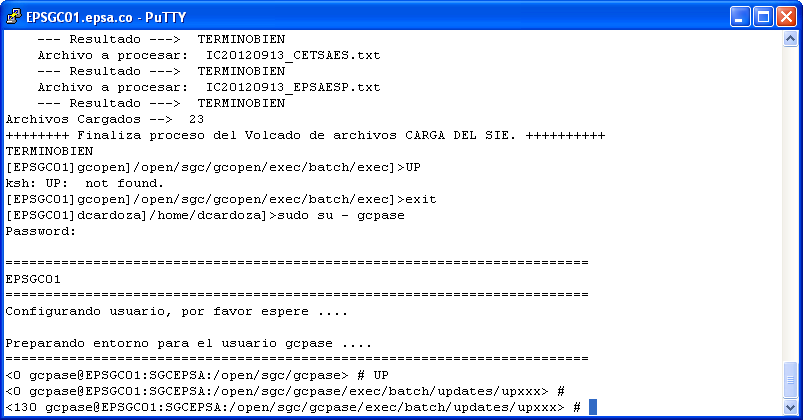 EPSGC01.epsa.co - PuTTY
--- Resultado ---> TERMINOBIEN
Archivo a procesar: IC20120913_CETSAES.txt
--- Resultado ---> TERMINOBIEN
Archivo a procesar: IC20120913_EPSAESP.txt
--- Resultado ---> TERMINOBIEN
Archivos Cargados --> 23
++++++++ Finaliza proceso del Volcado de archivos CARGA DEL SIE. ++++++++++
TERMINOBIEN
[EPSGC01]gcopen]/open/sgc/gcopen/exec/batch/exec]>UP
ksh: UP: not found.
[EPSGC01]gcopen]/open/sgc/gcopen/exec/batch/exec]>exit
[EPSGC01]dcardoza]/home/dcardoza]>sudo su - gcpase
Password:
=========================================================================
EPSGC01
=========================================================================
Configurando usuario, por favor espere ....
Preparando entorno para el usuario gcpase ....
=========================================================================
<0 gcpase@EPSGC01:SGCEPSA:/open/sgc/gcpase> # UP
<0 gcpase@EPSGC01:SGCEPSA:/open/sgc/gcpase/exec/batch/updates/upxxx> #
<130 gcpase@EPSGC01:SGCEPSA:/open/sgc/gcpase/exec/batch/updates/upxxx> #